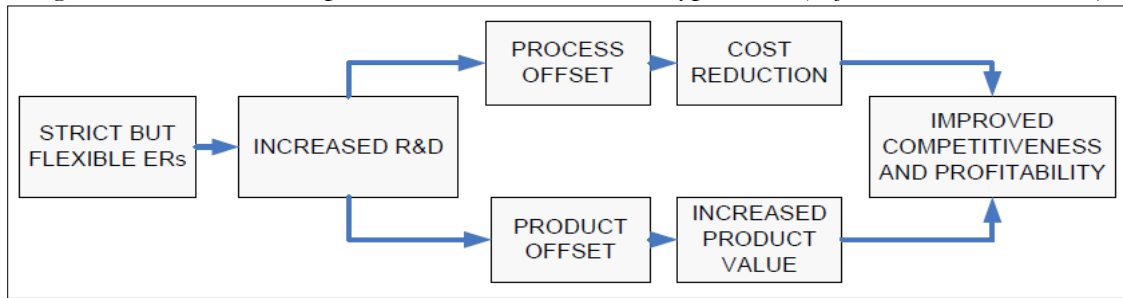 STRICT BUT
FLEXIBLE ERs
INCREASED R&D
PROCESS
OFFSET
COST
REDUCTION
PRODUCT
OFFSET
INCREASED
PRODUCT
VALUE
IMPROVED
COMPETITIVENESS
AND PROFITABILITY